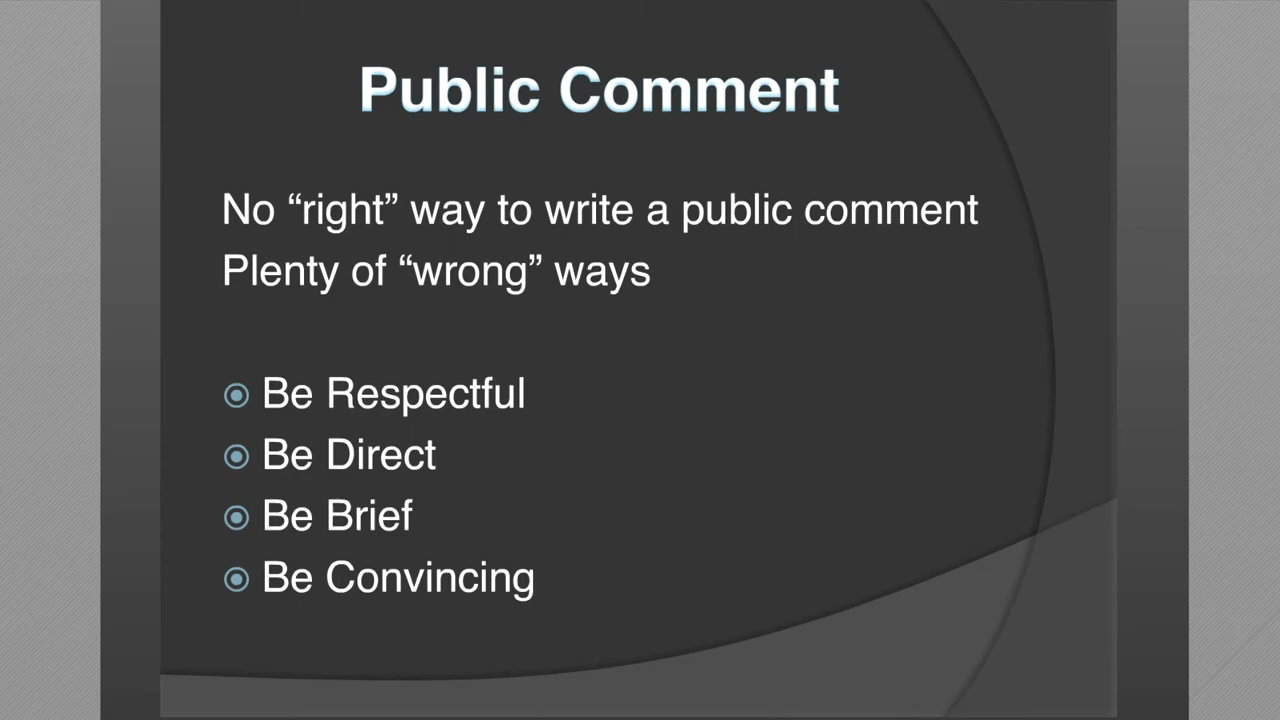 Public Comment
No “right” way to write a public comment
Plenty of “wrong” ways
Be Respectful
Be Direct
Be Brief
Be Convincing